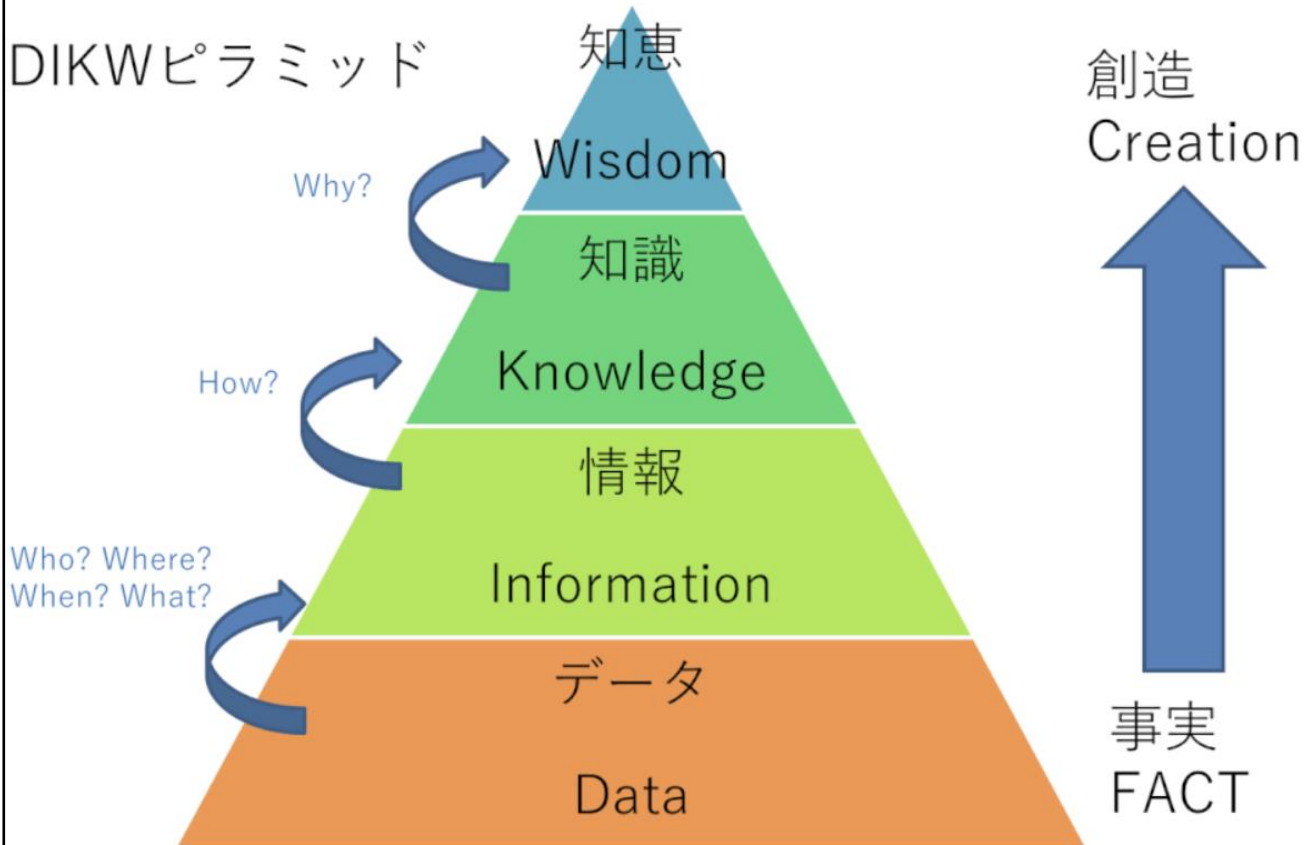 DIKWピラミッド
知恵
Wisdom
Why?
知識
Knowledge
How?
情報
Information
Who? Where?
When? What?
データ
Data
創造
Creation
事実
FACT